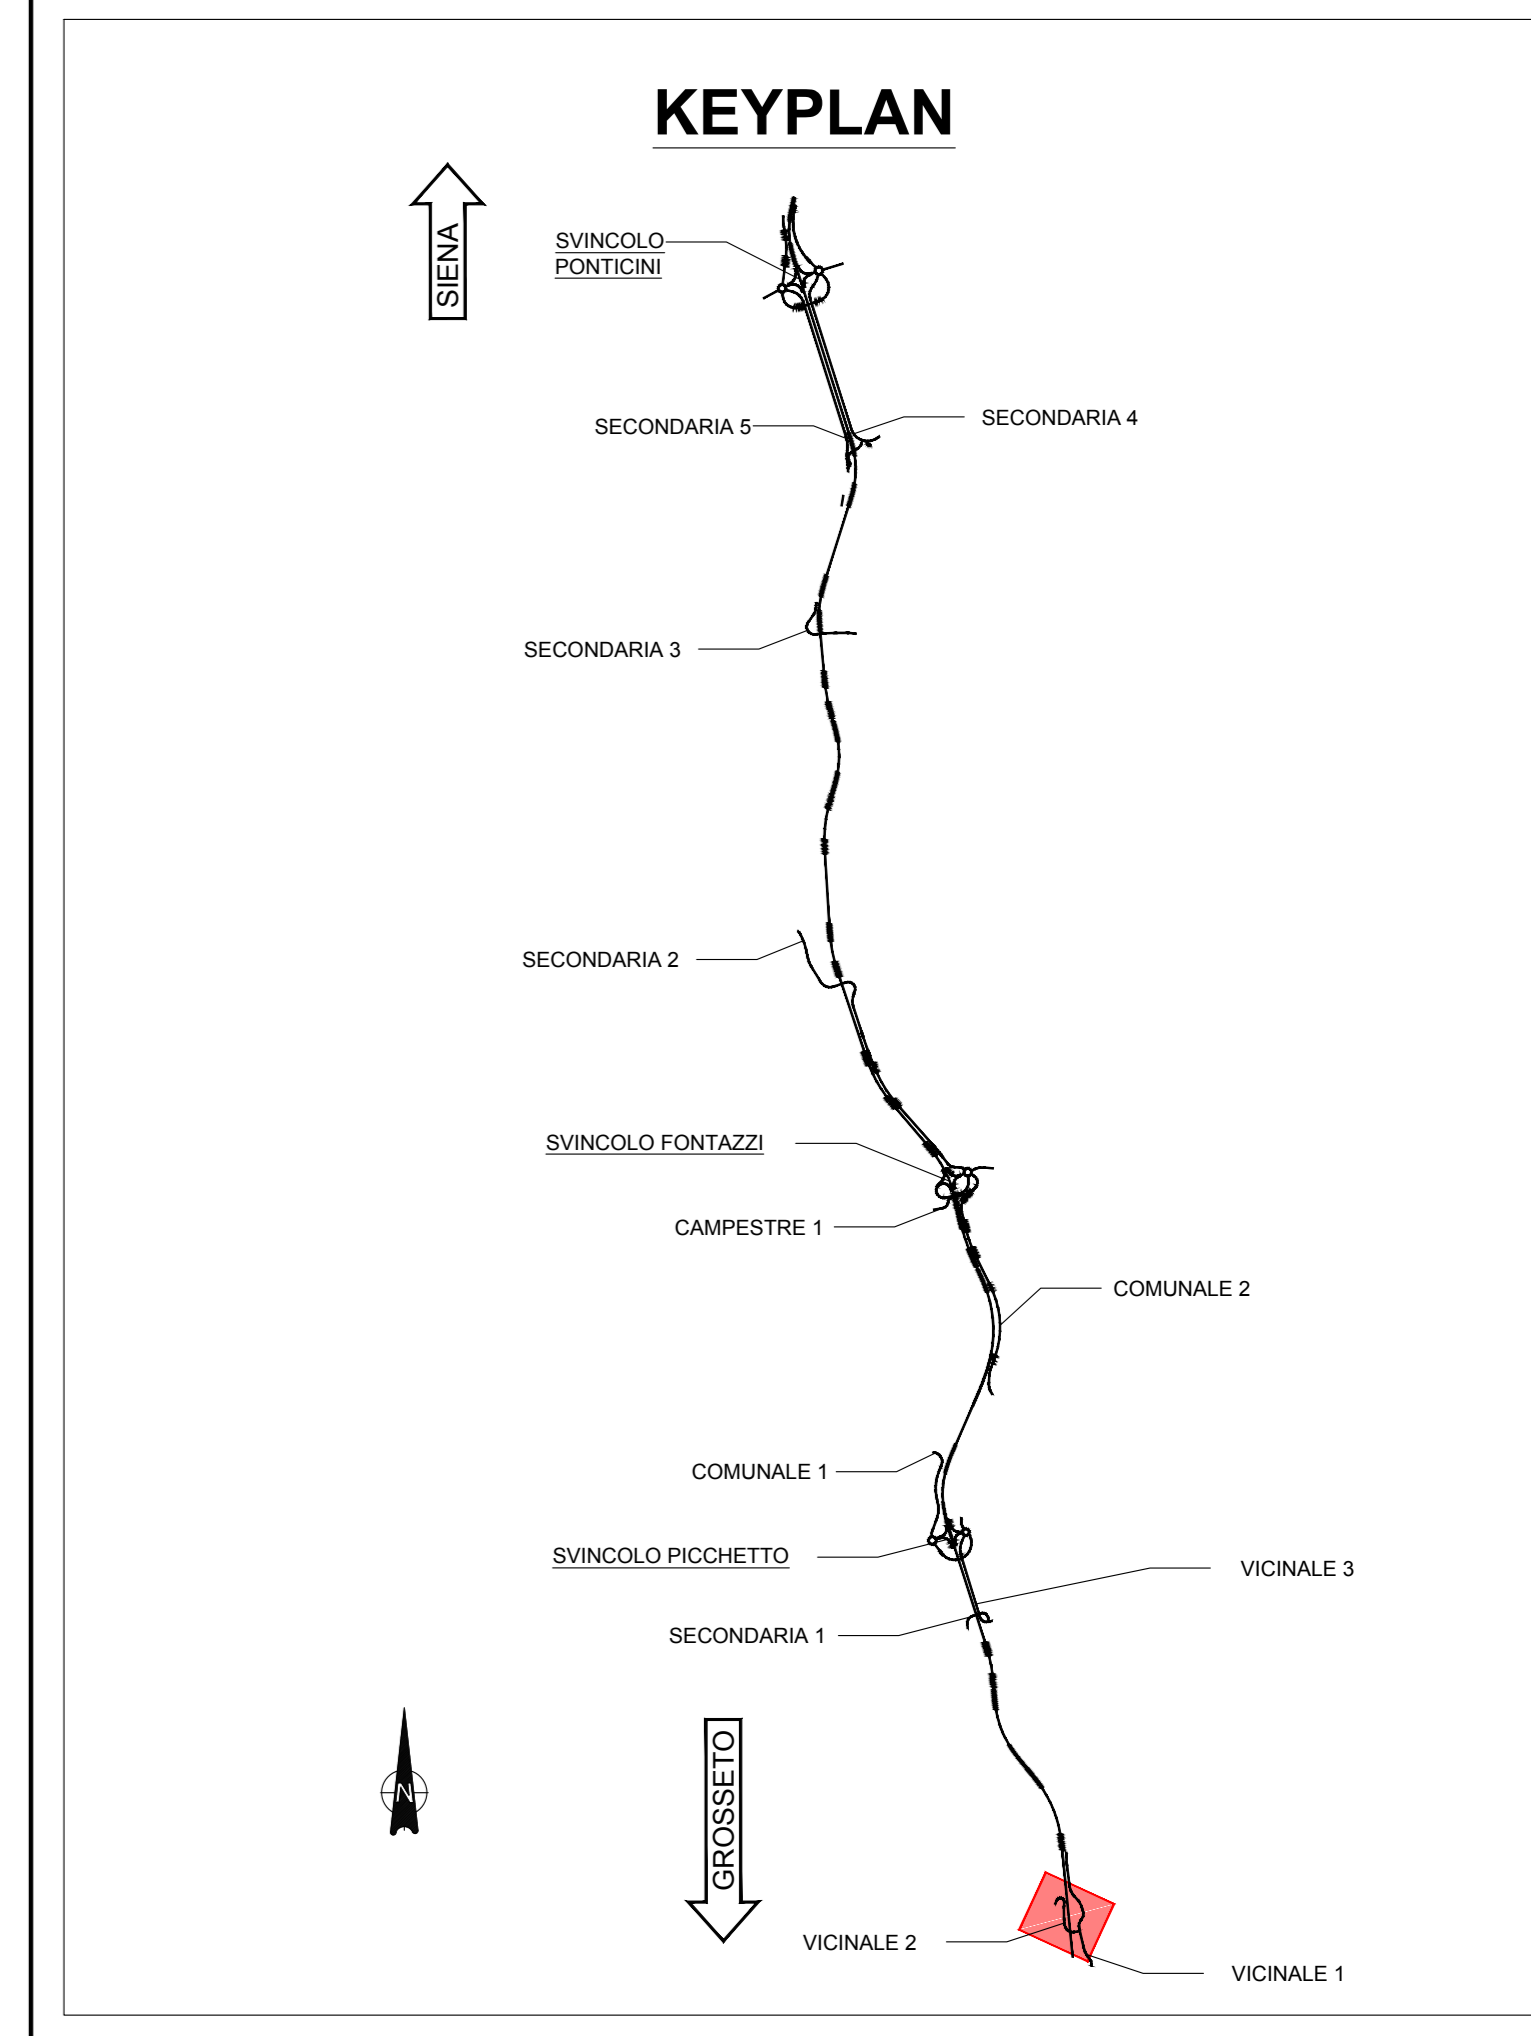 KEYPLAN
SIENA
SVINCOLO
PONTICINI
SECONDARIA 4
SECONDARIA 5
SECONDARIA 3
SECONDARIA 2
SVINCOLO FONTAZZI
CAMPESTRE 1
COMUNALE 2
COMUNALE 1
SVINCOLO PICCHETTO
VICINALE 3
SECONDARIA 1
N
GROSSETO
VICINALE 2
VICINALE 1